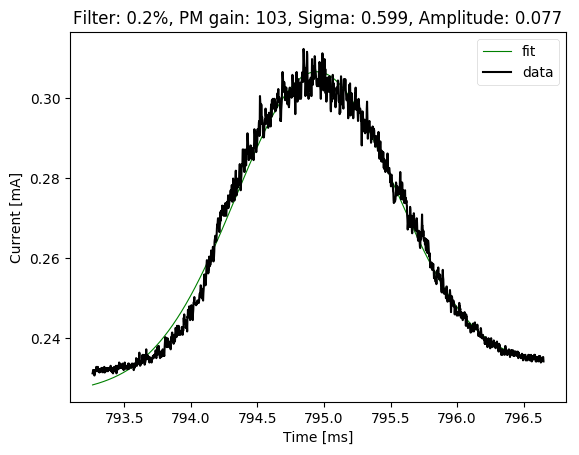 Filter: 0.2%, PM gain: 103, Sigma: 0.599, Amplitude: 0.077
fit
data
Current [mA]
0.30
0.28
0.26
0.24
793.5 794.0 794.5 795.0 795.5 796.0 796.5
Time [ms]